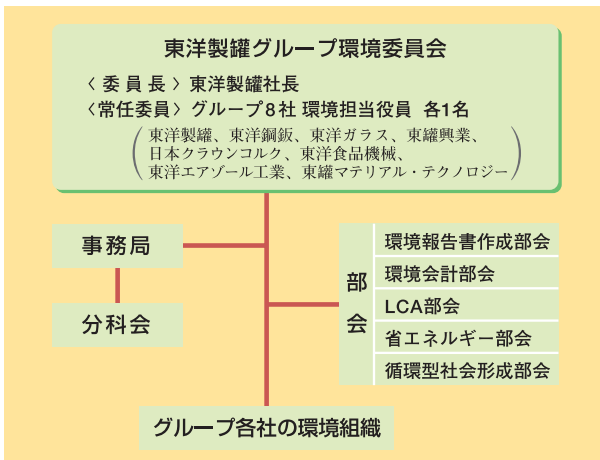 東洋製罐グループ環境委員会
〈 委 員 長 〉 東洋製罐社長
〈常任委員〉 グループ8社 環境担当役員 各1名
(東洋製罐、東洋鋼鈑、東洋ガラス、東罐興業、
日本クラウンコルク、東洋食品機械、
東洋エアゾール工業、東罐マテリアル・テクノロジー)
事務局
分科会
部会
環境報告書作成部会
環境会計部会
LCA部会
省エネルギー部会
循環型社会形成部会
グループ各社の環境組織